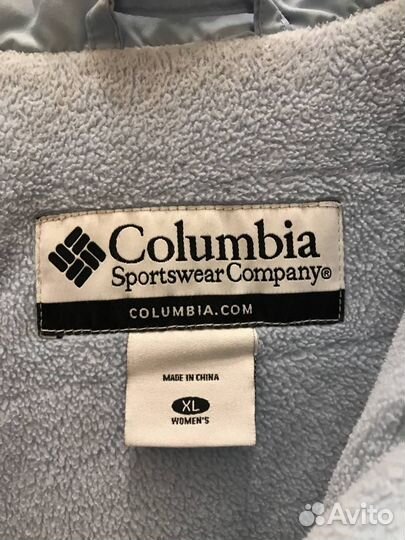 Columbia
Sportswear Company®
COLUMBIA.COM
MADE IN CHINA
XL
WOMEN'S
Avito